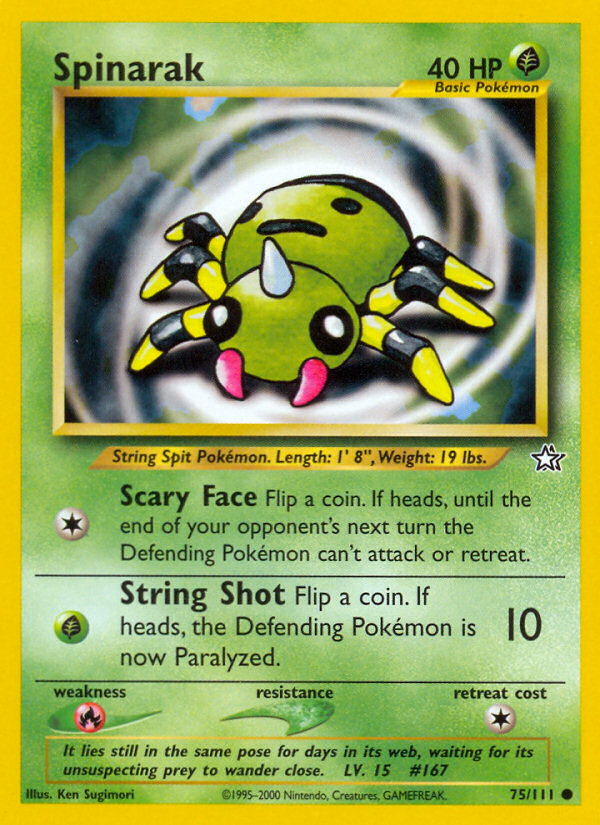 Spinarak
40 HP
Basic Pokémon
String Spit Pokémon. Length: 1' 8", Weight: 19 lbs.
Scary Face Flip a coin. If heads, until the
end of your opponent's next turn the
Defending Pokémon can't attack or retreat.
String Shot Flip a coin. If
heads, the Defending Pokémon is
now Paralyzed.
10
weakness
resistance
retreat cost
It lies still in the same pose for days in its web, waiting for its
unsuspecting prey to wander close. LV. 15 #167
Illus. Ken Sugimori
©1995–2000 Nintendo, Creatures, GAMEFREAK.
75/111